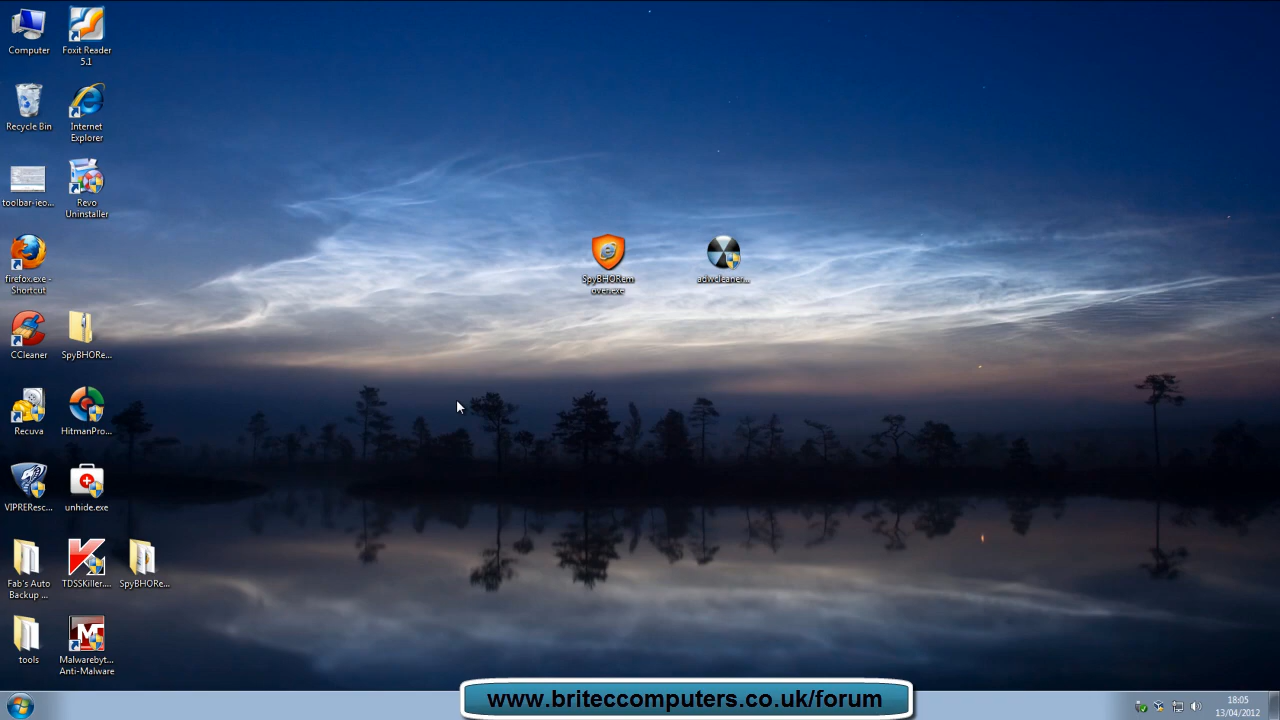 Computer
Foxit Reader
5.1
Recycle Bin
Internet
Explorer
toolbar-ieo...
Revo
Uninstaller
firefox.exe -
Shortcut
SpyBHORem
over.exe
adwcleaner...
CCleaner
SpyBHORe...
Recuva
HitmanPro...
VIPREResc...
unhide.exe
Fab's Auto
Backup ...
TDSSKiller....
SpyBHORe...
tools
Malwarebyt...
Anti-Malware
www.briteccomputers.co.uk/forum
18:05
13/04/2012